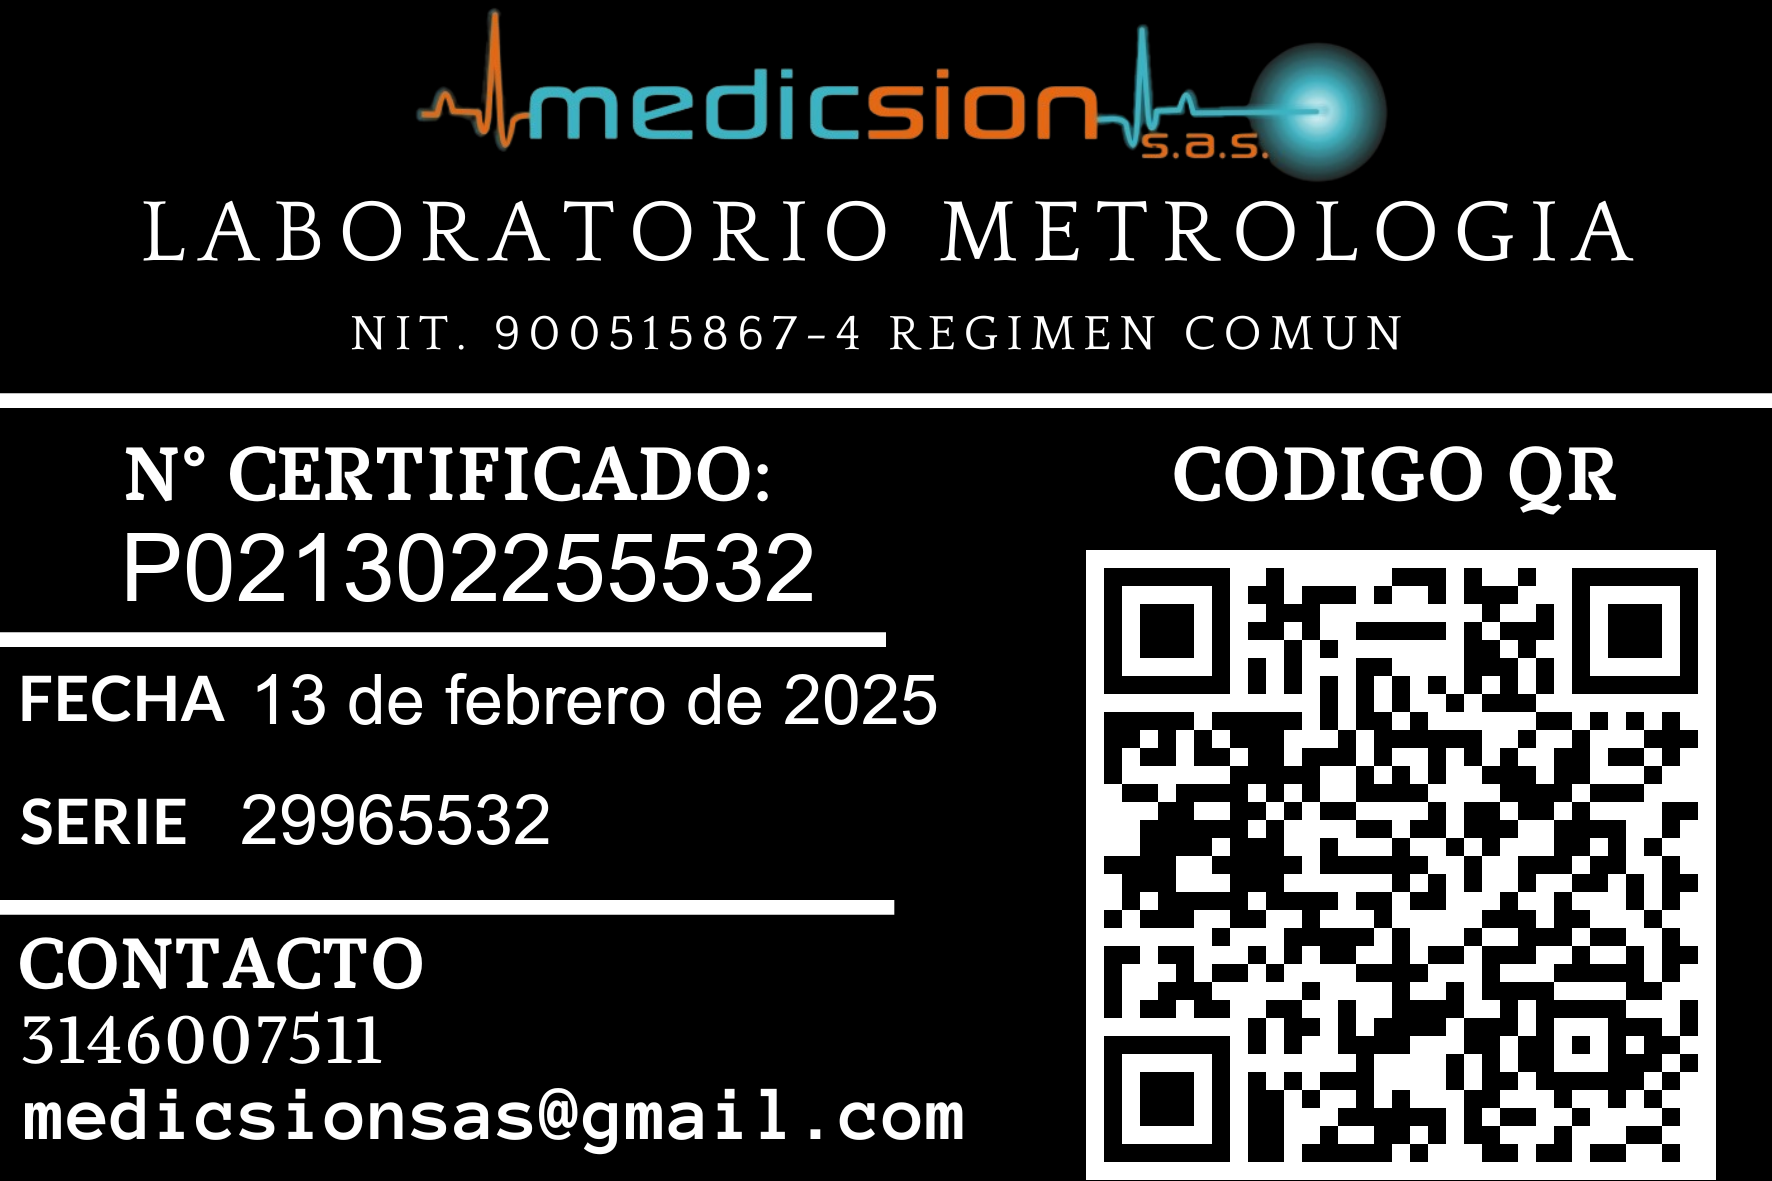 medicsion s.a.s.
LABORATORIO METROLOGIA
NIT. 900515867-4 REGIMEN COMUN
N° CERTIFICADO:
P021302255532
FECHA 13 de febrero de 2025
SERIE 29965532
CONTACTO
3146007511
medicsionsas@gmail.com
CODIGO QR